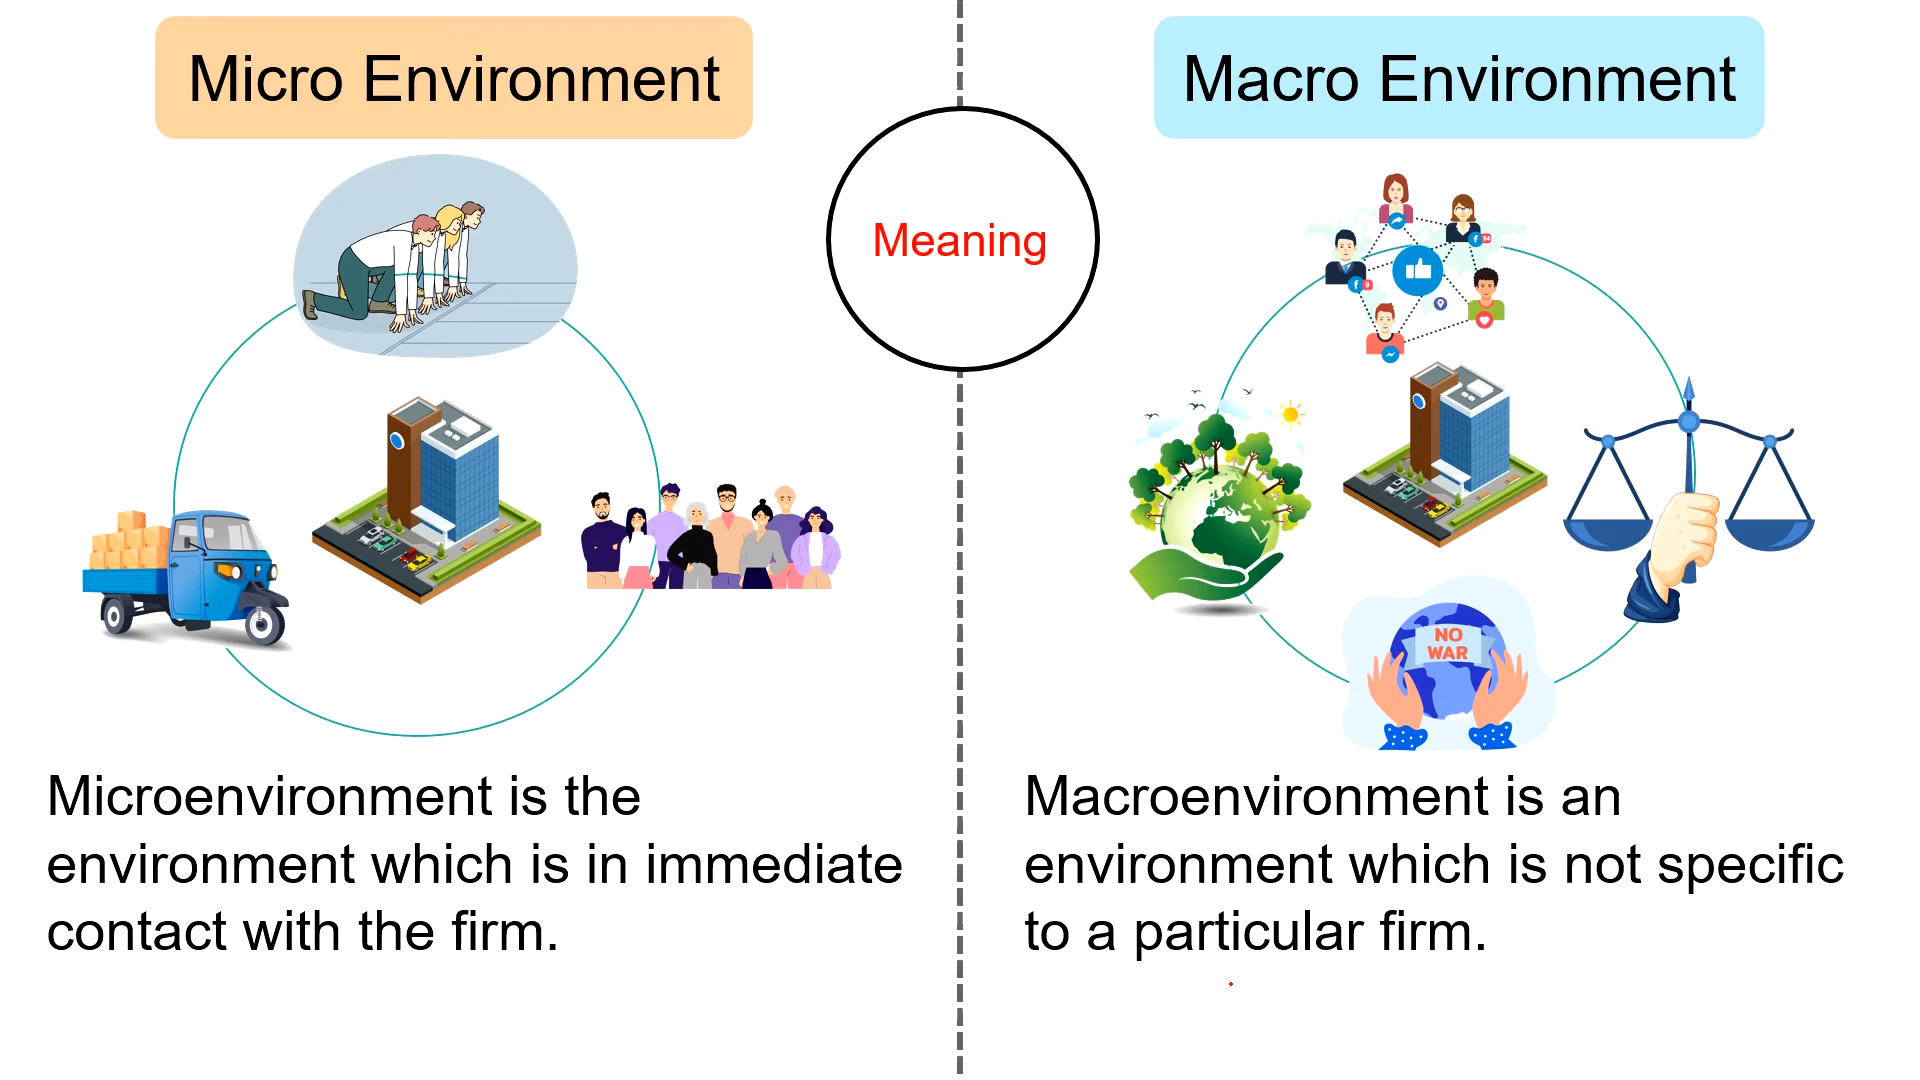 Micro Environment
Macro Environment
Meaning
NO
WAR
Microenvironment is the
environment which is in immediate
contact with the firm.
Macroenvironment is an
environment which is not specific
to a particular firm.